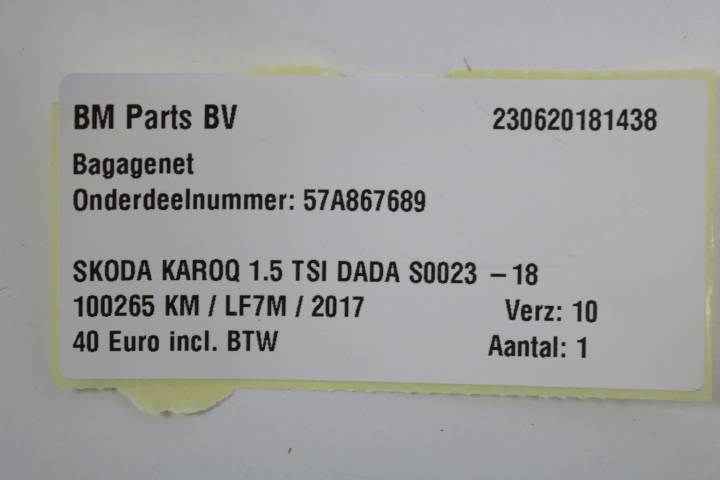 BM Parts BV 230620181438
Bagagenet
Onderdeelnummer: 57A867689
SKODA KAROQ 1.5 TSI DADA S0023 – 18
100265 KM / LF7M / 2017 Verz: 10
40 Euro incl. BTW Aantal: 1